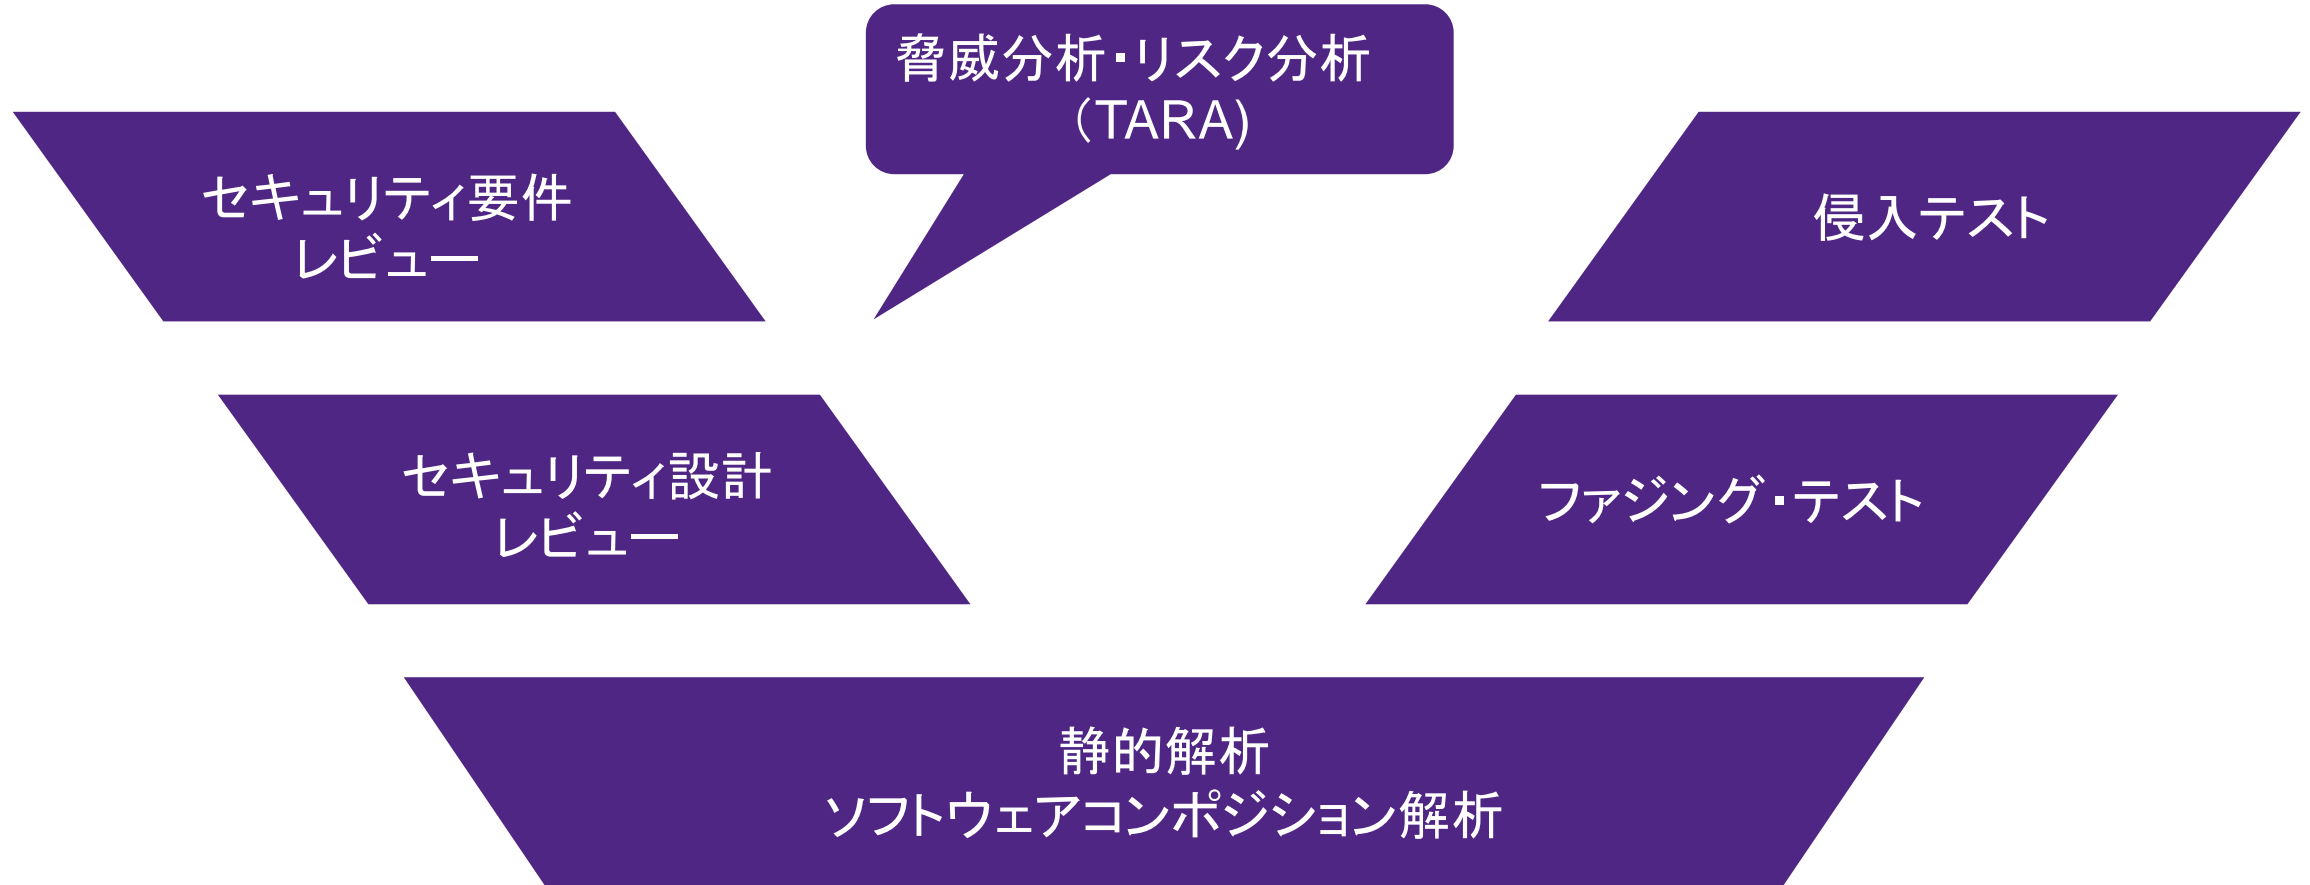 脅威分析・リスク分析
（TARA)
セキュリティ要件
レビュー
侵入テスト
セキュリティ設計
レビュー
ファジング・テスト
静的解析
ソフトウェアコンポジション解析